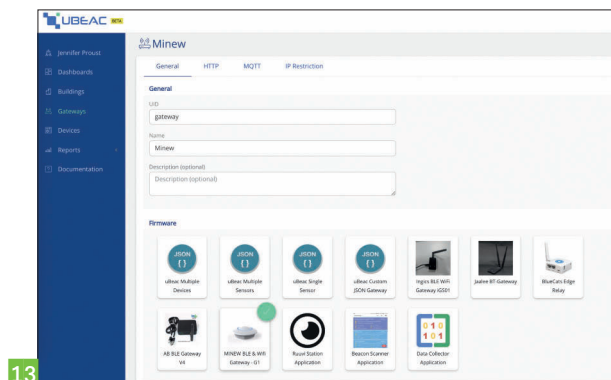 UBEAC BETA
Jennifer Proust
Dashboards
Buildings
Gateways
Devices
Reports
Documentation
Minew
General HTTP MQTT IP Restriction
General
UID
gateway
Name
Minew
Description (optional)
Description (optional)
Firmware
JSON { } JSON { } JSON { } JSON { }
uBeac Multiple Devices
uBeac Multiple Sensors
uBeac Single Sensor
uBeac Custom JSON Gateway
Ingics BLE WiFi Gateway iGS01
Jaalee BT-Gateway
BlueCats Edge Relay
AB BLE Gateway V4
MINEW BLE & Wifi Gateway - G1
Ruuvi Station Application
Beacon Scanner Application
010
101
Data Collector Application
13